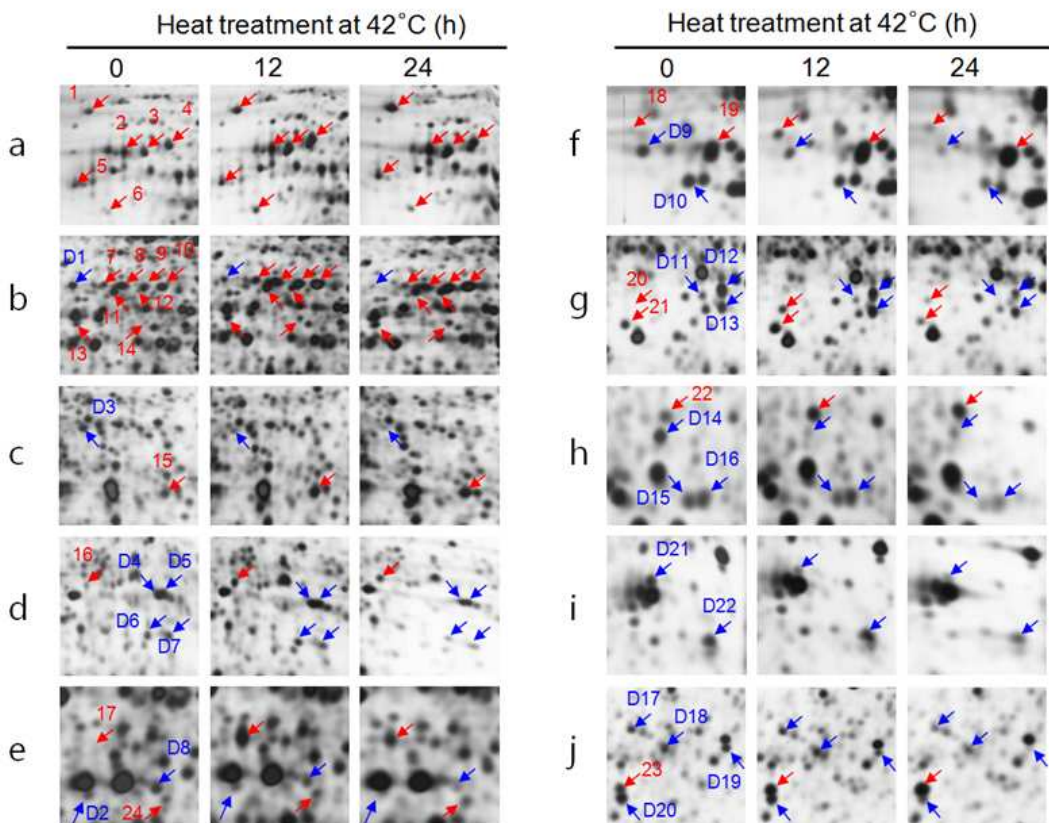 Heat treatment at 42˚C (h)
0 12 24
a
1
2 3 4
5
6
b
D1 7 8 9 10
11 12
13 14
c
D3
15
d
16 D4 D5
D6 D7
e
17
D8
D2 24
Heat treatment at 42˚C (h)
0 12 24
f
18 19
D9
D10
g
D11 D12
20
21
D13
h
22
D14
D16
D15
i
D21
D22
j
D17 D18
23 D19
D20